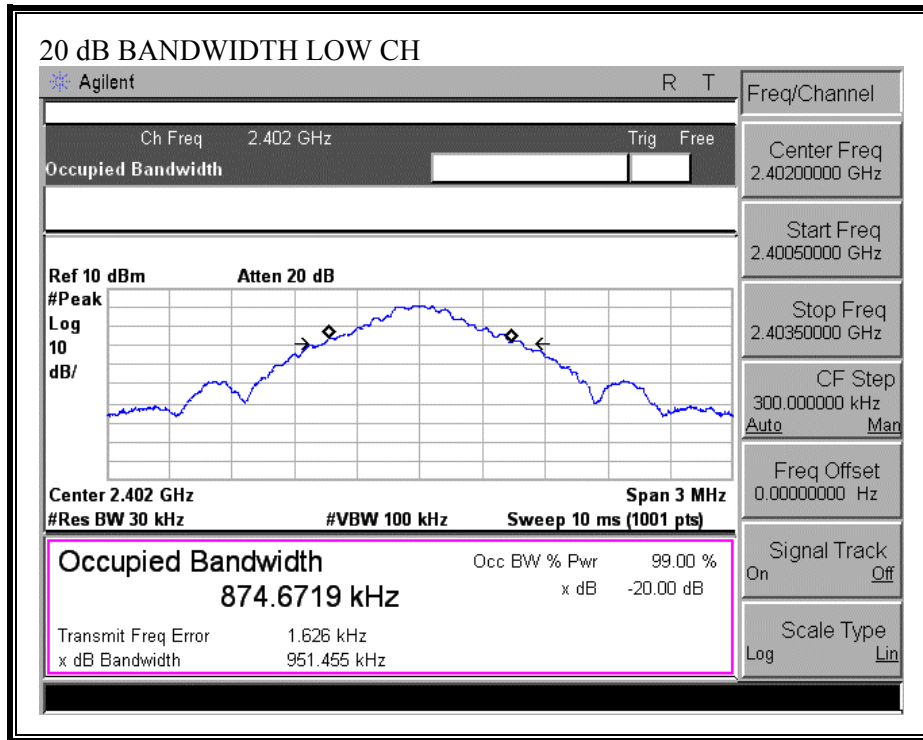 20 dB BANDWIDTH LOW CH
Agilent R T
Freq/Channel
Ch Freq 2.402 GHz Trig Free
Occupied Bandwidth
Center Freq
2.40200000 GHz
Start Freq
2.40050000 GHz
Ref 10 dBm Atten 20 dB
#Peak
Log
10
dB/
Stop Freq
2.40350000 GHz
CF Step
300.000000 kHz
Auto Man
Freq Offset
0.00000000 Hz
Center 2.402 GHz Span 3 MHz
#Res BW 30 kHz #VBW 100 kHz Sweep 10 ms (1001 pts)
Occupied Bandwidth Occ BW % Pwr 99.00 %
874.6719 kHz x dB -20.00 dB
Transmit Freq Error 1.626 kHz
x dB Bandwidth 951.455 kHz
Signal Track
On Off
Scale Type
Log Lin